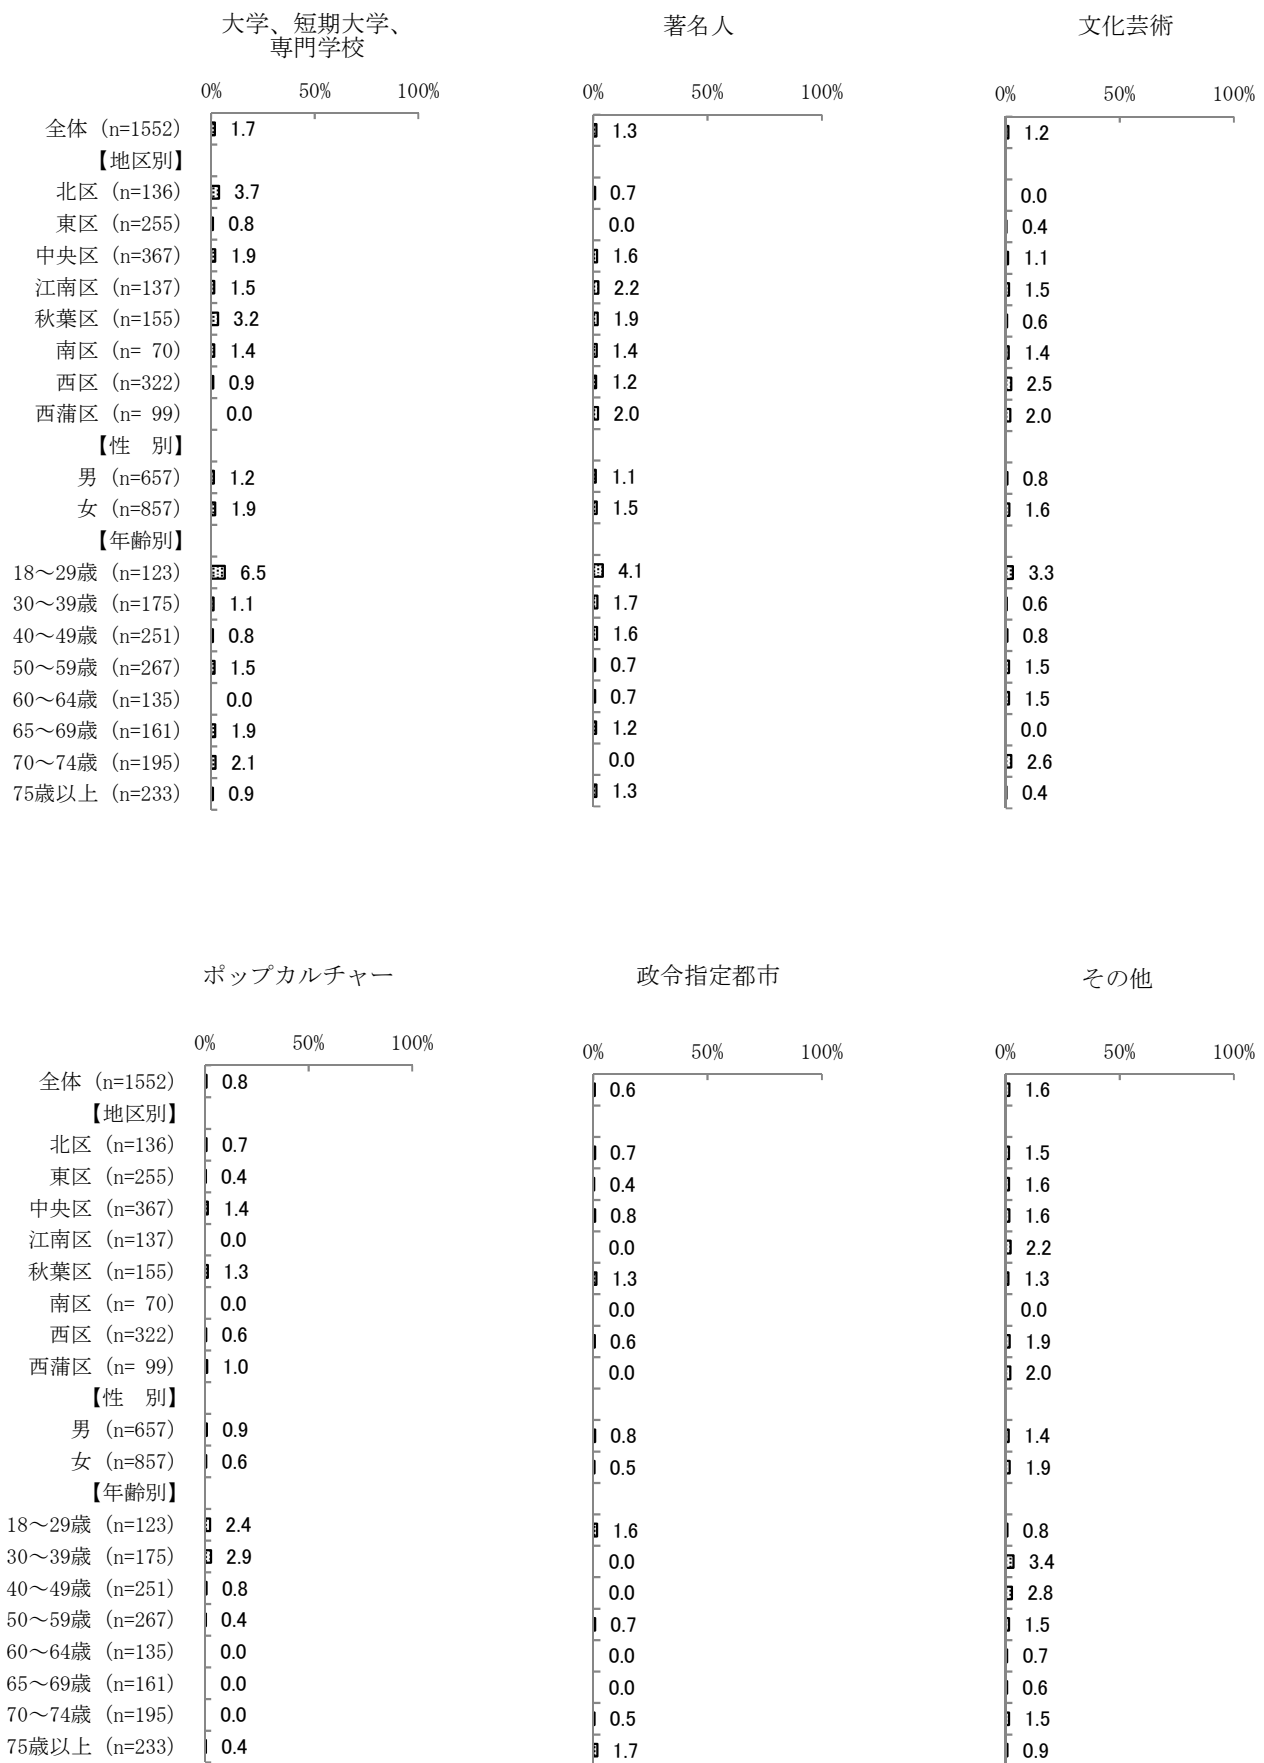 大学、短期大学、
専門学校
著名人
文化芸術
0% 50% 100%
0% 50% 100%
0% 50% 100%
全体 (n=1552) 1.7 1.3 1.2
【地区別】
北区 (n=136) 3.7 0.7 0.0
東区 (n=255) 0.8 0.0 0.4
中央区 (n=367) 1.9 1.6 1.1
江南区 (n=137) 1.5 2.2 1.5
秋葉区 (n=155) 3.2 1.9 0.6
南区 (n= 70) 1.4 1.4 1.4
西区 (n=322) 0.9 1.2 2.5
西蒲区 (n= 99) 0.0 2.0 2.0
【性　別】
男 (n=657) 1.2 1.1 0.8
女 (n=857) 1.9 1.5 1.6
【年齢別】
18～29歳 (n=123) 6.5 4.1 3.3
30～39歳 (n=175) 1.1 1.7 0.6
40～49歳 (n=251) 0.8 1.6 0.8
50～59歳 (n=267) 1.5 0.7 1.5
60～64歳 (n=135) 0.0 0.7 1.5
65～69歳 (n=161) 1.9 1.2 0.0
70～74歳 (n=195) 2.1 0.0 2.6
75歳以上 (n=233) 0.9 1.3 0.4
ポップカルチャー
政令指定都市
その他
0% 50% 100%
0% 50% 100%
0% 50% 100%
全体 (n=1552) 0.8 0.6 1.6
【地区別】
北区 (n=136) 0.7 0.7 1.5
東区 (n=255) 0.4 0.4 1.6
中央区 (n=367) 1.4 0.8 1.6
江南区 (n=137) 0.0 0.0 2.2
秋葉区 (n=155) 1.3 1.3 1.3
南区 (n= 70) 0.0 0.0 0.0
西区 (n=322) 0.6 0.6 1.9
西蒲区 (n= 99) 1.0 0.0 2.0
【性　別】
男 (n=657) 0.9 0.8 1.4
女 (n=857) 0.6 0.5 1.9
【年齢別】
18～29歳 (n=123) 2.4 1.6 0.8
30～39歳 (n=175) 2.9 0.0 3.4
40～49歳 (n=251) 0.8 0.0 2.8
50～59歳 (n=267) 0.4 0.7 1.5
60～64歳 (n=135) 0.0 0.0 0.7
65～69歳 (n=161) 0.0 0.0 0.6
70～74歳 (n=195) 0.0 0.5 1.5
75歳以上 (n=233) 0.4 1.7 0.9